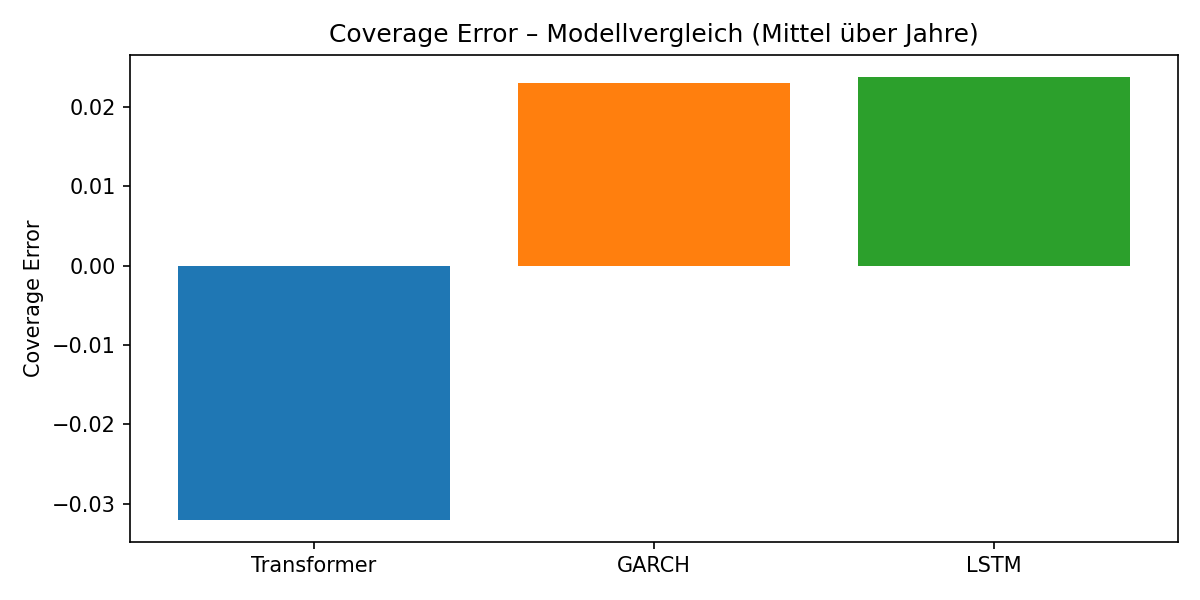 Coverage Error – Modellvergleich (Mittel über Jahre)
Coverage Error
0.02
0.01
0.00
−0.01
−0.02
−0.03
Transformer
GARCH
LSTM